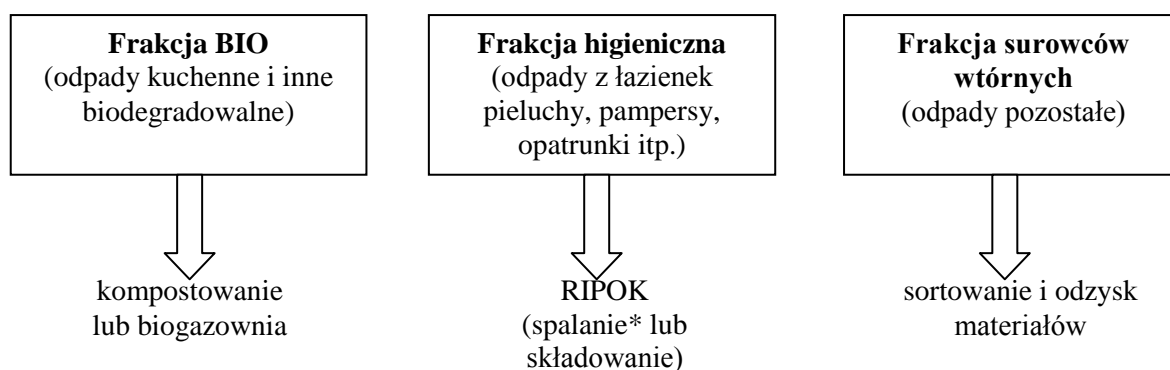 Frakcja BIO
(odpady kuchenne i inne
biodegradowalne)
kompostowanie
lub biogazownia
Frakcja higieniczna
(odpady z łazienek
pieluchy, pampersy,
opatrunki itp.)
RIPOK
(spalanie* lub
składowanie)
Frakcja surowców
wtórnych
(odpady pozostałe)
sortowanie i odzysk
materiałów